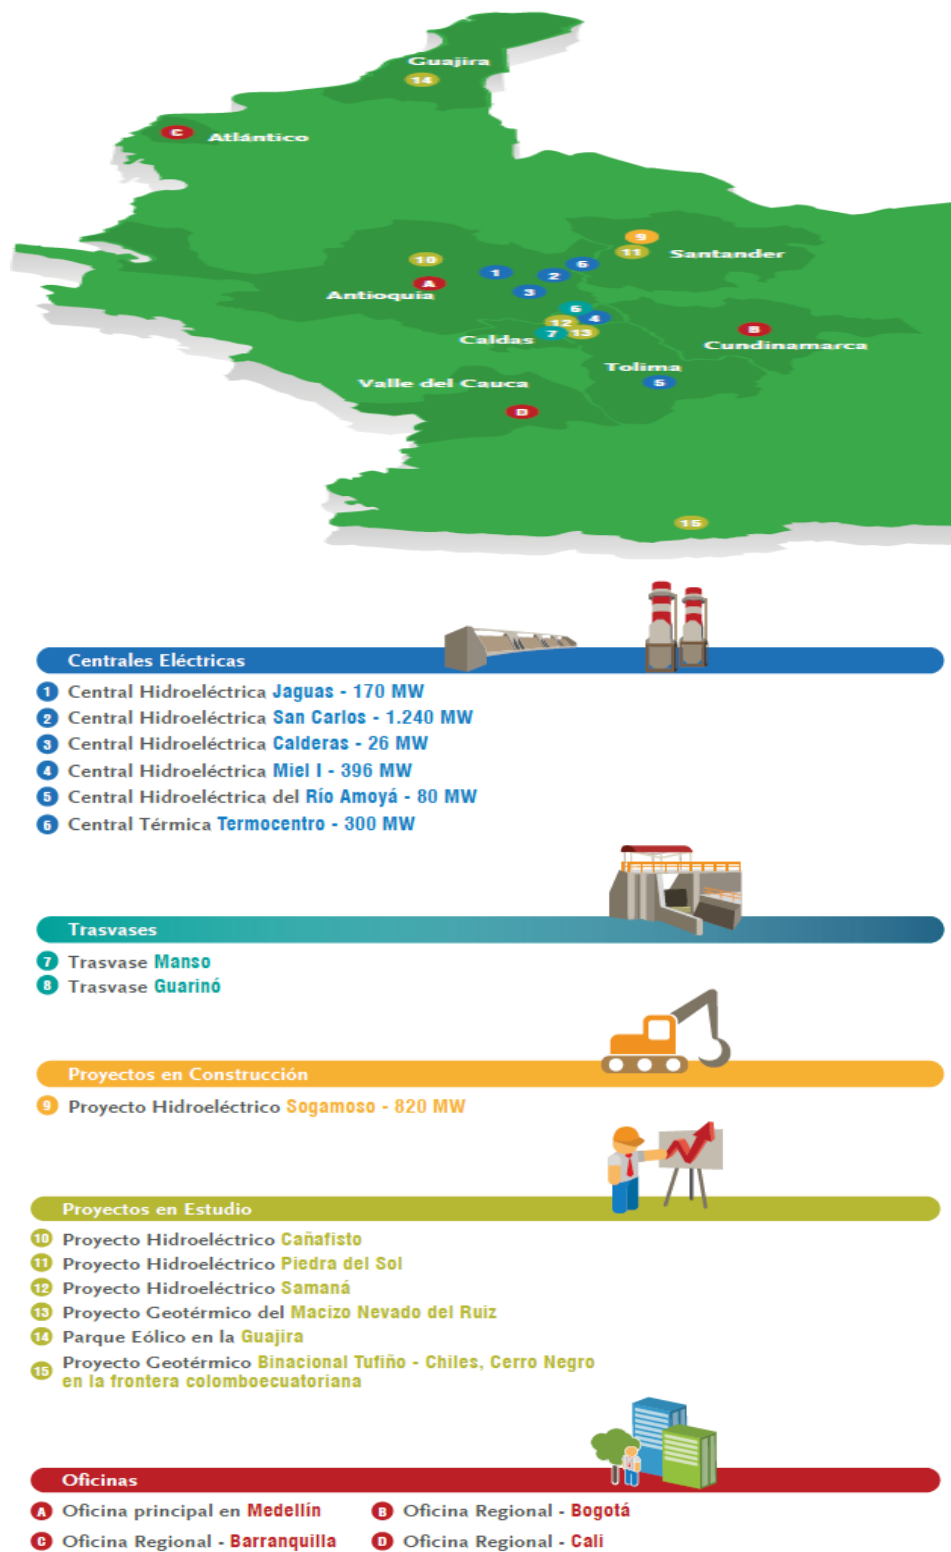 Guajira
14
C Atlántico
9
10
11 Santander
6
1
2
A
3
Antioquia
6
4
12
B
7 13
Caldas
Cundinamarca
Tolima
Valle del Cauca
5
D
15
Centrales Eléctricas
1 Central Hidroeléctrica Jaguas - 170 MW
2 Central Hidroeléctrica San Carlos - 1.240 MW
3 Central Hidroeléctrica Calderas - 26 MW
4 Central Hidroeléctrica Miel I - 396 MW
5 Central Hidroeléctrica del Río Amoyá - 80 MW
6 Central Térmica Termocentro - 300 MW
Trasvases
7 Trasvase Manso
8 Trasvase Guarinó
Proyectos en Construcción
9 Proyecto Hidroeléctrico Sogamoso - 820 MW
Proyectos en Estudio
10 Proyecto Hidroeléctrico Cañafisto
11 Proyecto Hidroeléctrico Piedra del Sol
12 Proyecto Hidroeléctrico Samaná
13 Proyecto Geotérmico del Macizo Nevado del Ruiz
14 Parque Eólico en la Guajira
15 Proyecto Geotérmico Binacional Tufiño - Chiles, Cerro Negro
en la frontera colomboecuatoriana
Oficinas
A Oficina principal en Medellín B Oficina Regional - Bogotá
C Oficina Regional - Barranquilla D Oficina Regional - Cali